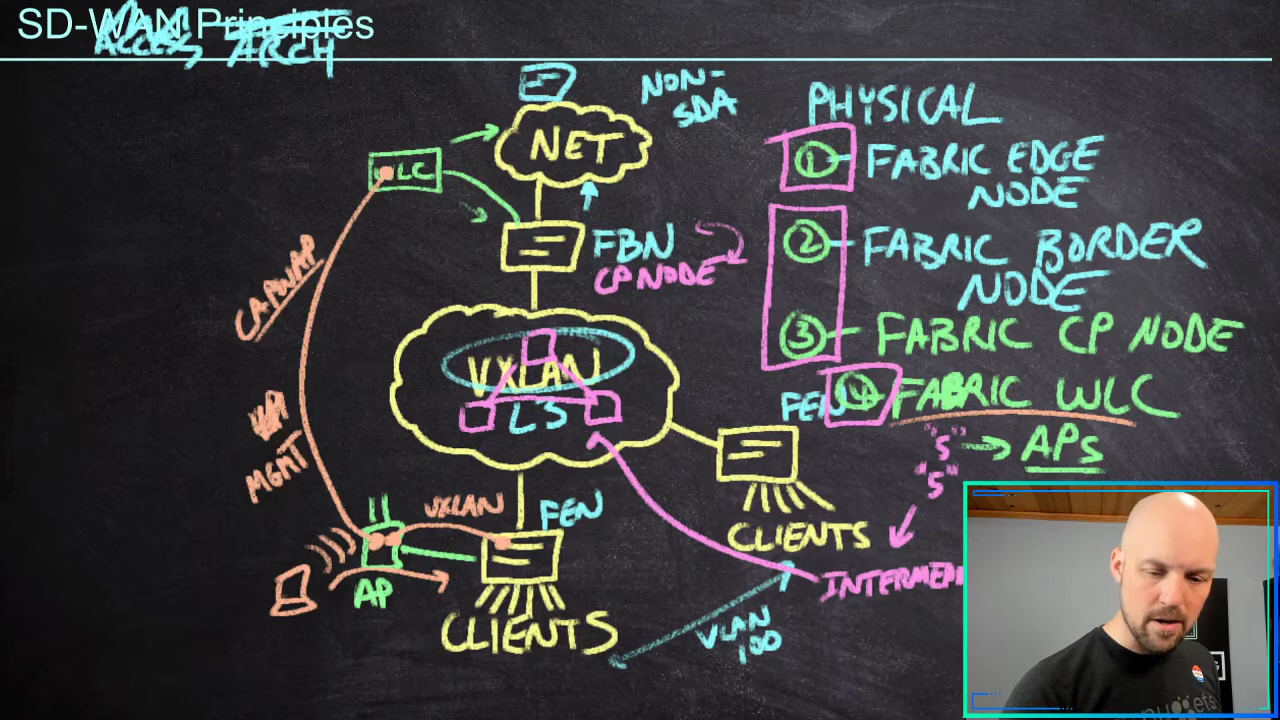 SD-WAN Principles
ACCESS ARCH
NON-
SDA
NET
WLC
PHYSICAL
1 FABRIC EDGE
NODE
2 FABRIC BORDER
NODE
3 FABRIC CP NODE
4 FABRIC WLC
FBN
CP NODE
CAPWAP
VXLAN
L3
FEN
"5" → APs
"5"
MGMT
VXLAN
FEN
CLIENTS
AP
CLIENTS
VLAN
100
nuggets